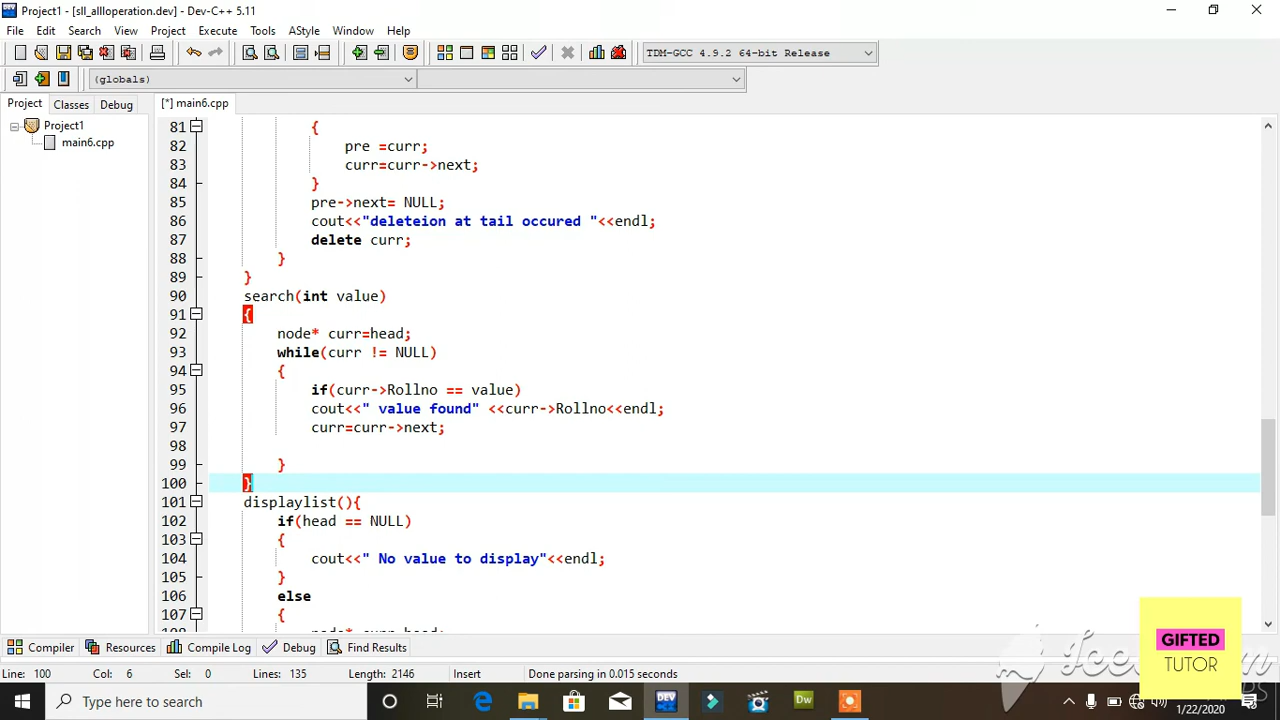 Project1 - [sll_allloperation.dev] - Dev-C++ 5.11
File Edit Search View Project Execute Tools AStyle Window Help
TDM-GCC 4.9.2 64-bit Release
(globals)
Project Classes Debug [*] main6.cpp
Project1
main6.cpp
81 {
82 pre =curr;
83 curr=curr->next;
84 }
85 pre->next= NULL;
86 cout<<"deleteion at tail occured "<<endl;
87 delete curr;
88 }
89 }
90 search(int value)
91 {
92 node* curr=head;
93 while(curr != NULL)
94 {
95 if(curr->Rollno == value)
96 cout<<" value found" <<curr->Rollno<<endl;
97 curr=curr->next;
98
99 }
100 }
101 displaylist(){
102 if(head == NULL)
103 {
104 cout<<" No value to display"<<endl;
105 }
106 else
107 {
GIFTED
TUTOR
Compiler Resources Compile Log Debug Find Results
Line: 100 Col: 6 Sel: 0 Lines: 135 Length: 2146 Insert Done parsing in 0.015 seconds
Type here to search
DEV
Dw
1/22/2020